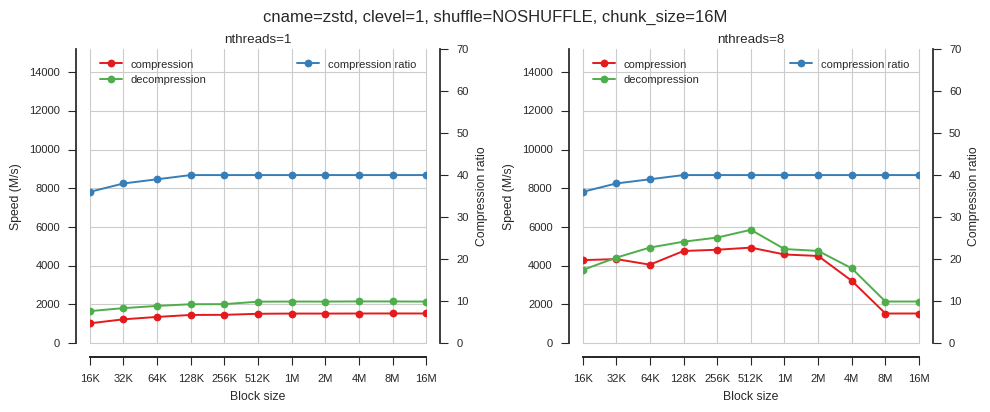 cname=zstd, clevel=1, shuffle=NOSHUFFLE, chunk_size=16M
nthreads=1
compression
decompression
compression ratio
14000
12000
10000
8000
6000
4000
2000
0
Speed (M/s)
70
60
50
40
30
20
10
0
Compression ratio
16K 32K 64K 128K 256K 512K 1M 2M 4M 8M 16M
Block size
nthreads=8
compression
decompression
compression ratio
14000
12000
10000
8000
6000
4000
2000
0
Speed (M/s)
70
60
50
40
30
20
10
0
Compression ratio
16K 32K 64K 128K 256K 512K 1M 2M 4M 8M 16M
Block size